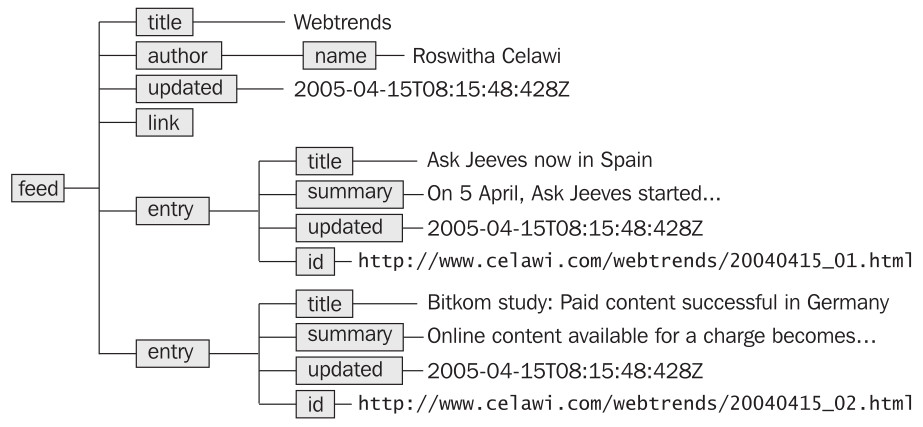 title Webtrends
author name Roswitha Celawi
updated 2005-04-15T08:15:48:428Z
link
feed
entry
title Ask Jeeves now in Spain
summary On 5 April, Ask Jeeves started...
updated 2005-04-15T08:15:48:428Z
id http://www.celawi.com/webtrends/20040415_01.html
entry
title Bitkom study: Paid content successful in Germany
summary Online content available for a charge becomes...
updated 2005-04-15T08:15:48:428Z
id http://www.celawi.com/webtrends/20040415_02.html